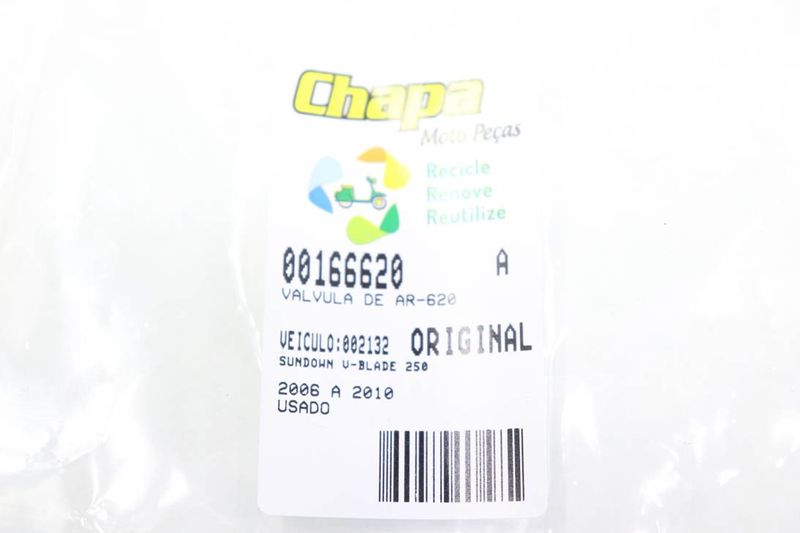 Chapa
Moto Peças
Recicle
Renove
Reutilize
00166620 A
VALVULA DE AR-620
VEICULO:002132 ORIGINAL
SUNDOWN V-BLADE 250
2006 A 2010
USADO